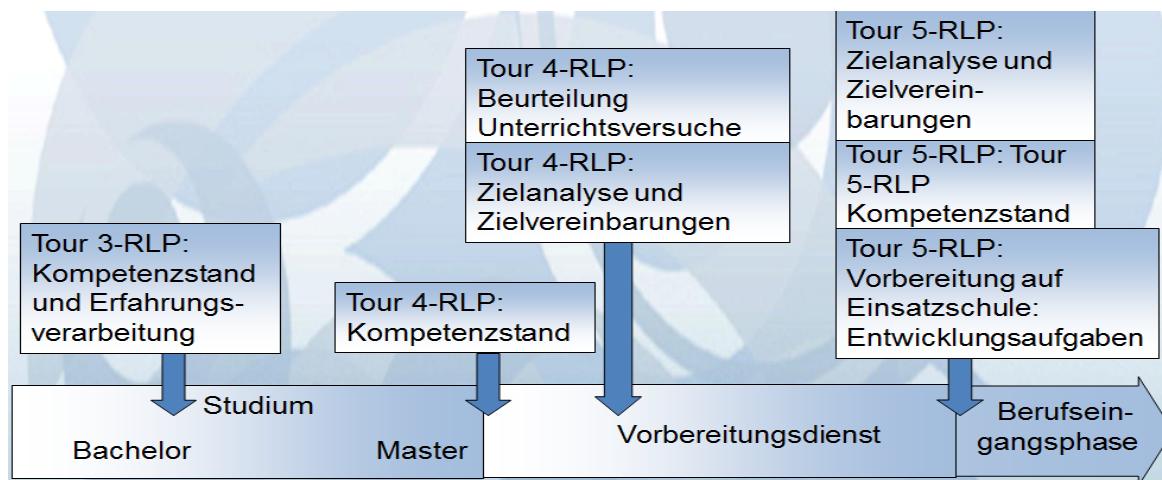 Tour 3-RLP:
Kompetenzstand
und Erfahrungs-
verarbeitung
Tour 4-RLP:
Kompetenzstand
Tour 4-RLP:
Beurteilung
Unterrichtsversuche
Tour 4-RLP:
Zielanalyse und
Zielvereinbarungen
Tour 5-RLP:
Zielanalyse und
Zielverein-
barungen
Tour 5-RLP: Tour
5-RLP
Kompetenzstand
Tour 5-RLP:
Vorbereitung auf
Einsatzschule:
Entwicklungsaufgaben
Studium
Bachelor
Master
Vorbereitungsdienst
Berufsein-
gangsphase